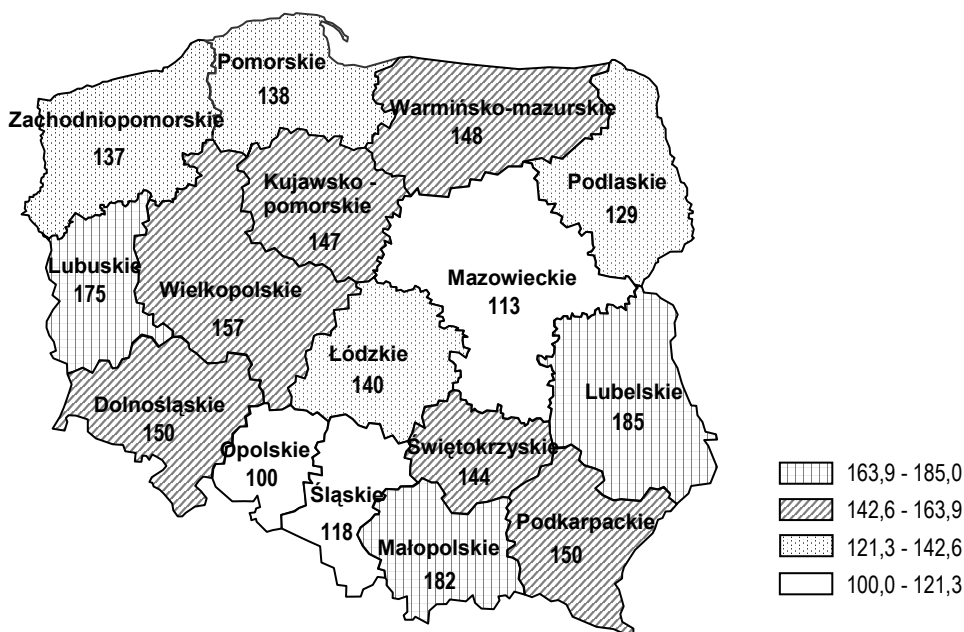 Pomorskie
138
Warmińsko-mazurskie
148
Zachodniopomorskie
137
Kujawsko -
pomorskie
147
Podlaskie
129
Lubuskie
175
Wielkopolskie
157
Mazowieckie
113
Łódzkie
140
Lubelskie
185
Dolnośląskie
150
Opolskie
100
Śląskie
118
Świętokrzyskie
144
Małopolskie
182
Podkarpackie
150
163,9 - 185,0
142,6 - 163,9
121,3 - 142,6
100,0 - 121,3